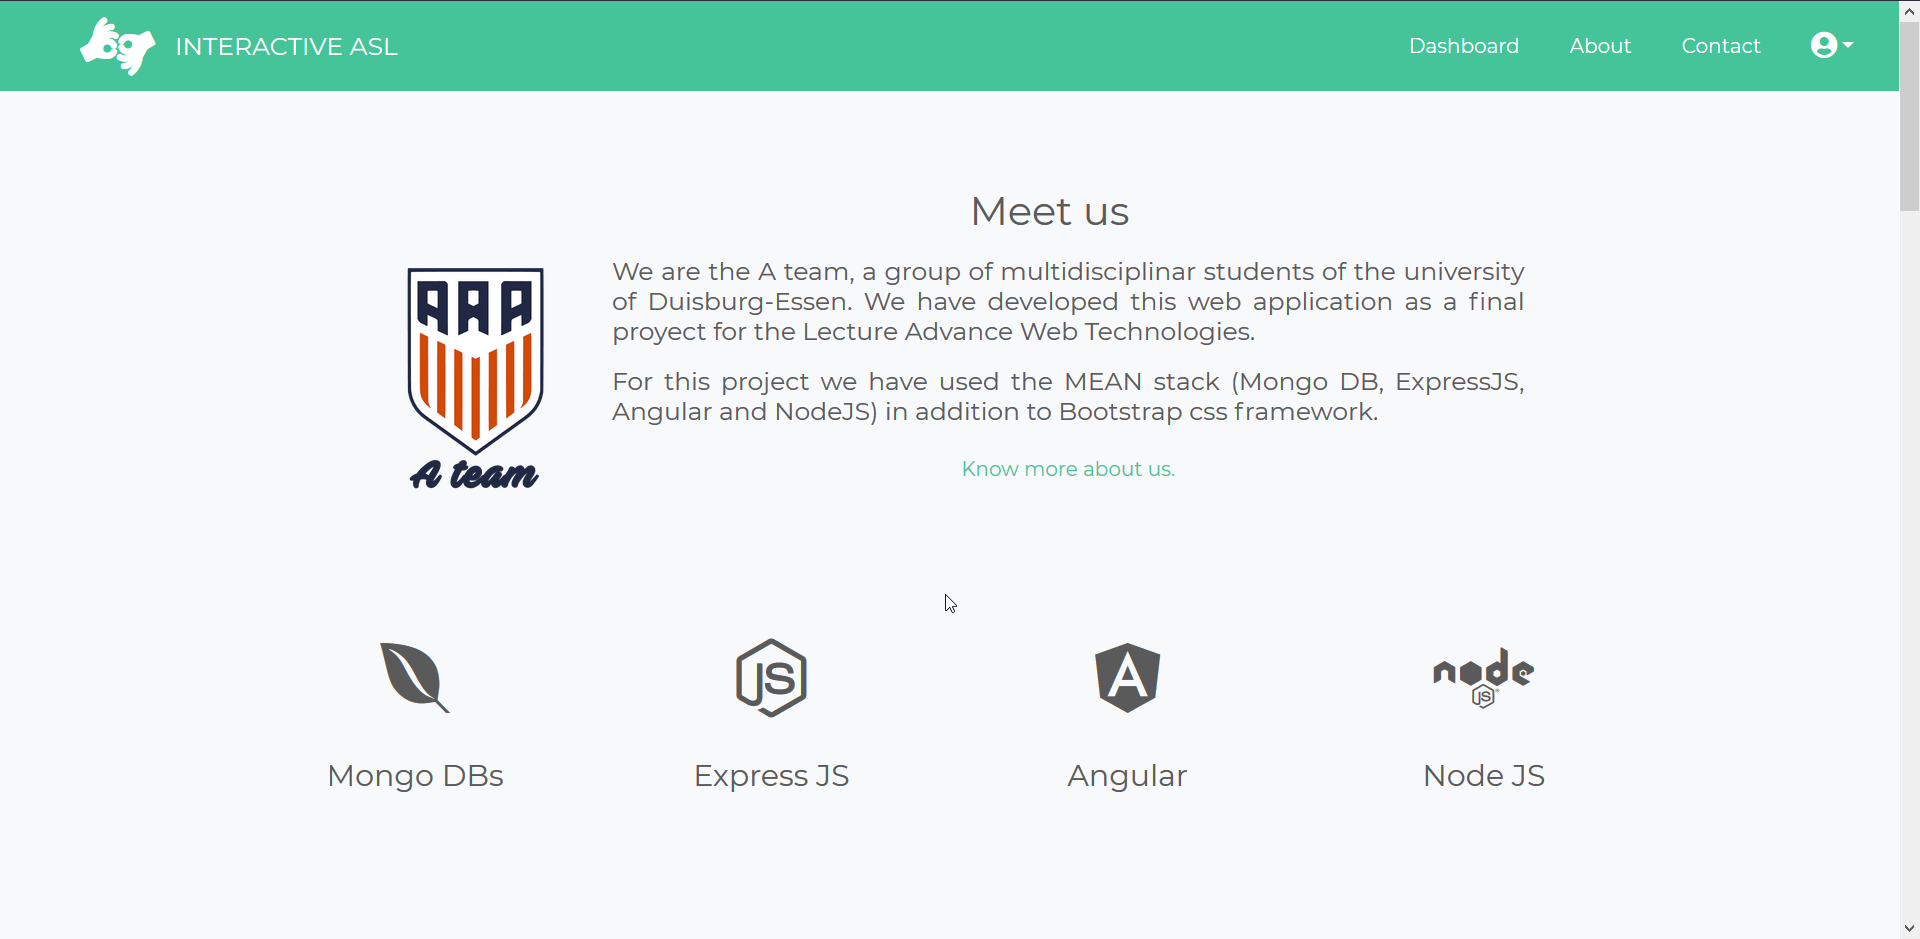 INTERACTIVE ASL
Dashboard
About
Contact
Meet us
We are the A team, a group of multidisciplinar students of the university
of Duisburg-Essen. We have developed this web application as a final
proyect for the Lecture Advance Web Technologies.
For this project we have used the MEAN stack (Mongo DB, ExpressJS,
Angular and NodeJS) in addition to Bootstrap css framework.
Know more about us.
AAA
A team
JS
A
node
JS
Mongo DBs
Express JS
Angular
Node JS